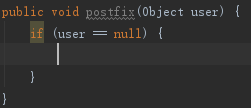 public void postfix(Object user) {
if (user == null) {
}
}